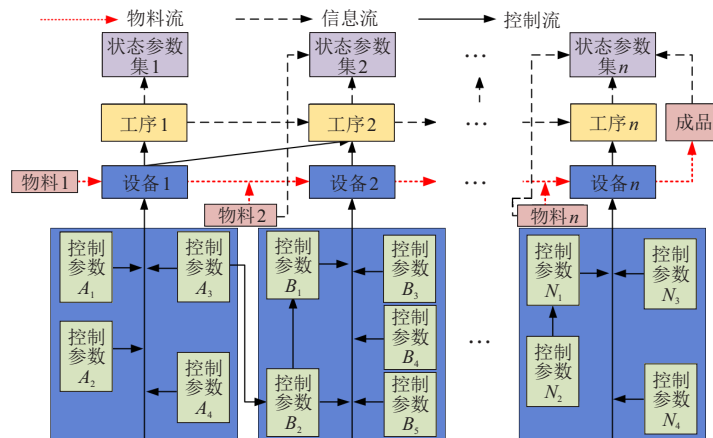 物料流 信息流 控制流
状态参数
集1
状态参数
集2
…
状态参数
集n
工序1
工序2
…
工序n
成品
物料1
设备1
设备2
…
设备n
物料2
物料n
控制
参数
A1
控制
参数
A3
控制
参数
A2
控制
参数
A4
控制
参数
B1
控制
参数
B3
控制
参数
B4
控制
参数
B2
控制
参数
B5
…
控制
参数
N1
控制
参数
N3
控制
参数
N2
控制
参数
N4